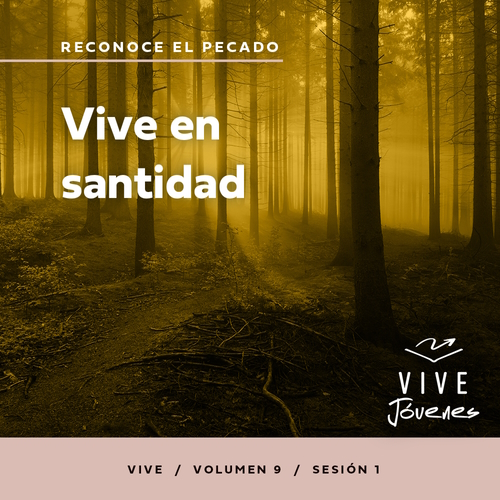 RECONOCE EL PECADO
Vive en
santidad
VIVE
Jóvenes
VIVE / VOLUMEN 9 / SESIÓN 1